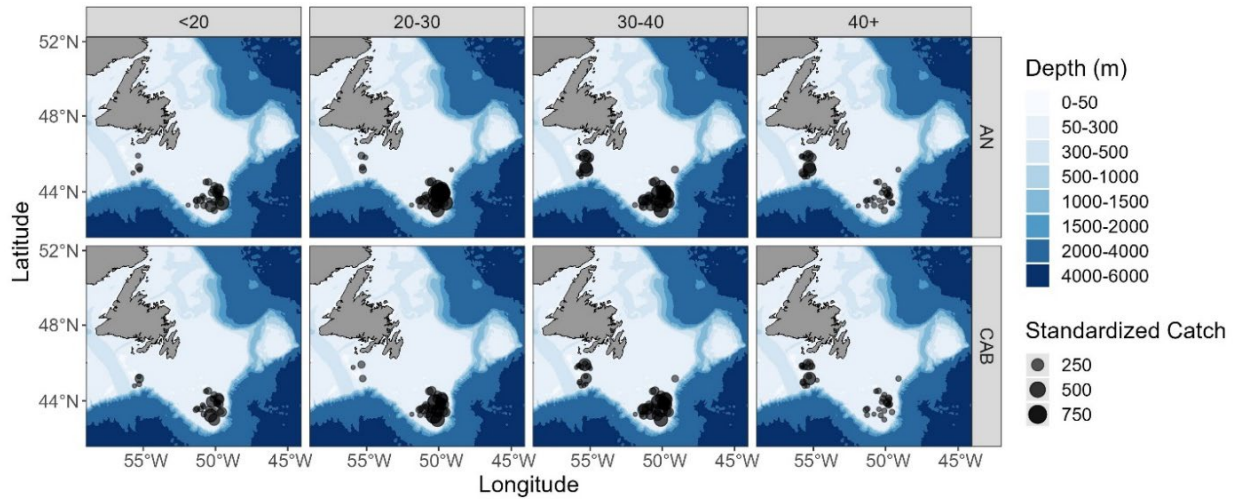 <20 20-30 30-40 40+
52°N
48°N
44°N
AN
52°N
48°N
44°N
CAB
55°W 50°W 45°W 55°W 50°W 45°W 55°W 50°W 45°W 55°W 50°W 45°W
Latitude
Longitude
Depth (m)
0-50
50-300
300-500
500-1000
1000-1500
1500-2000
2000-4000
4000-6000
Standardized Catch
250
500
750